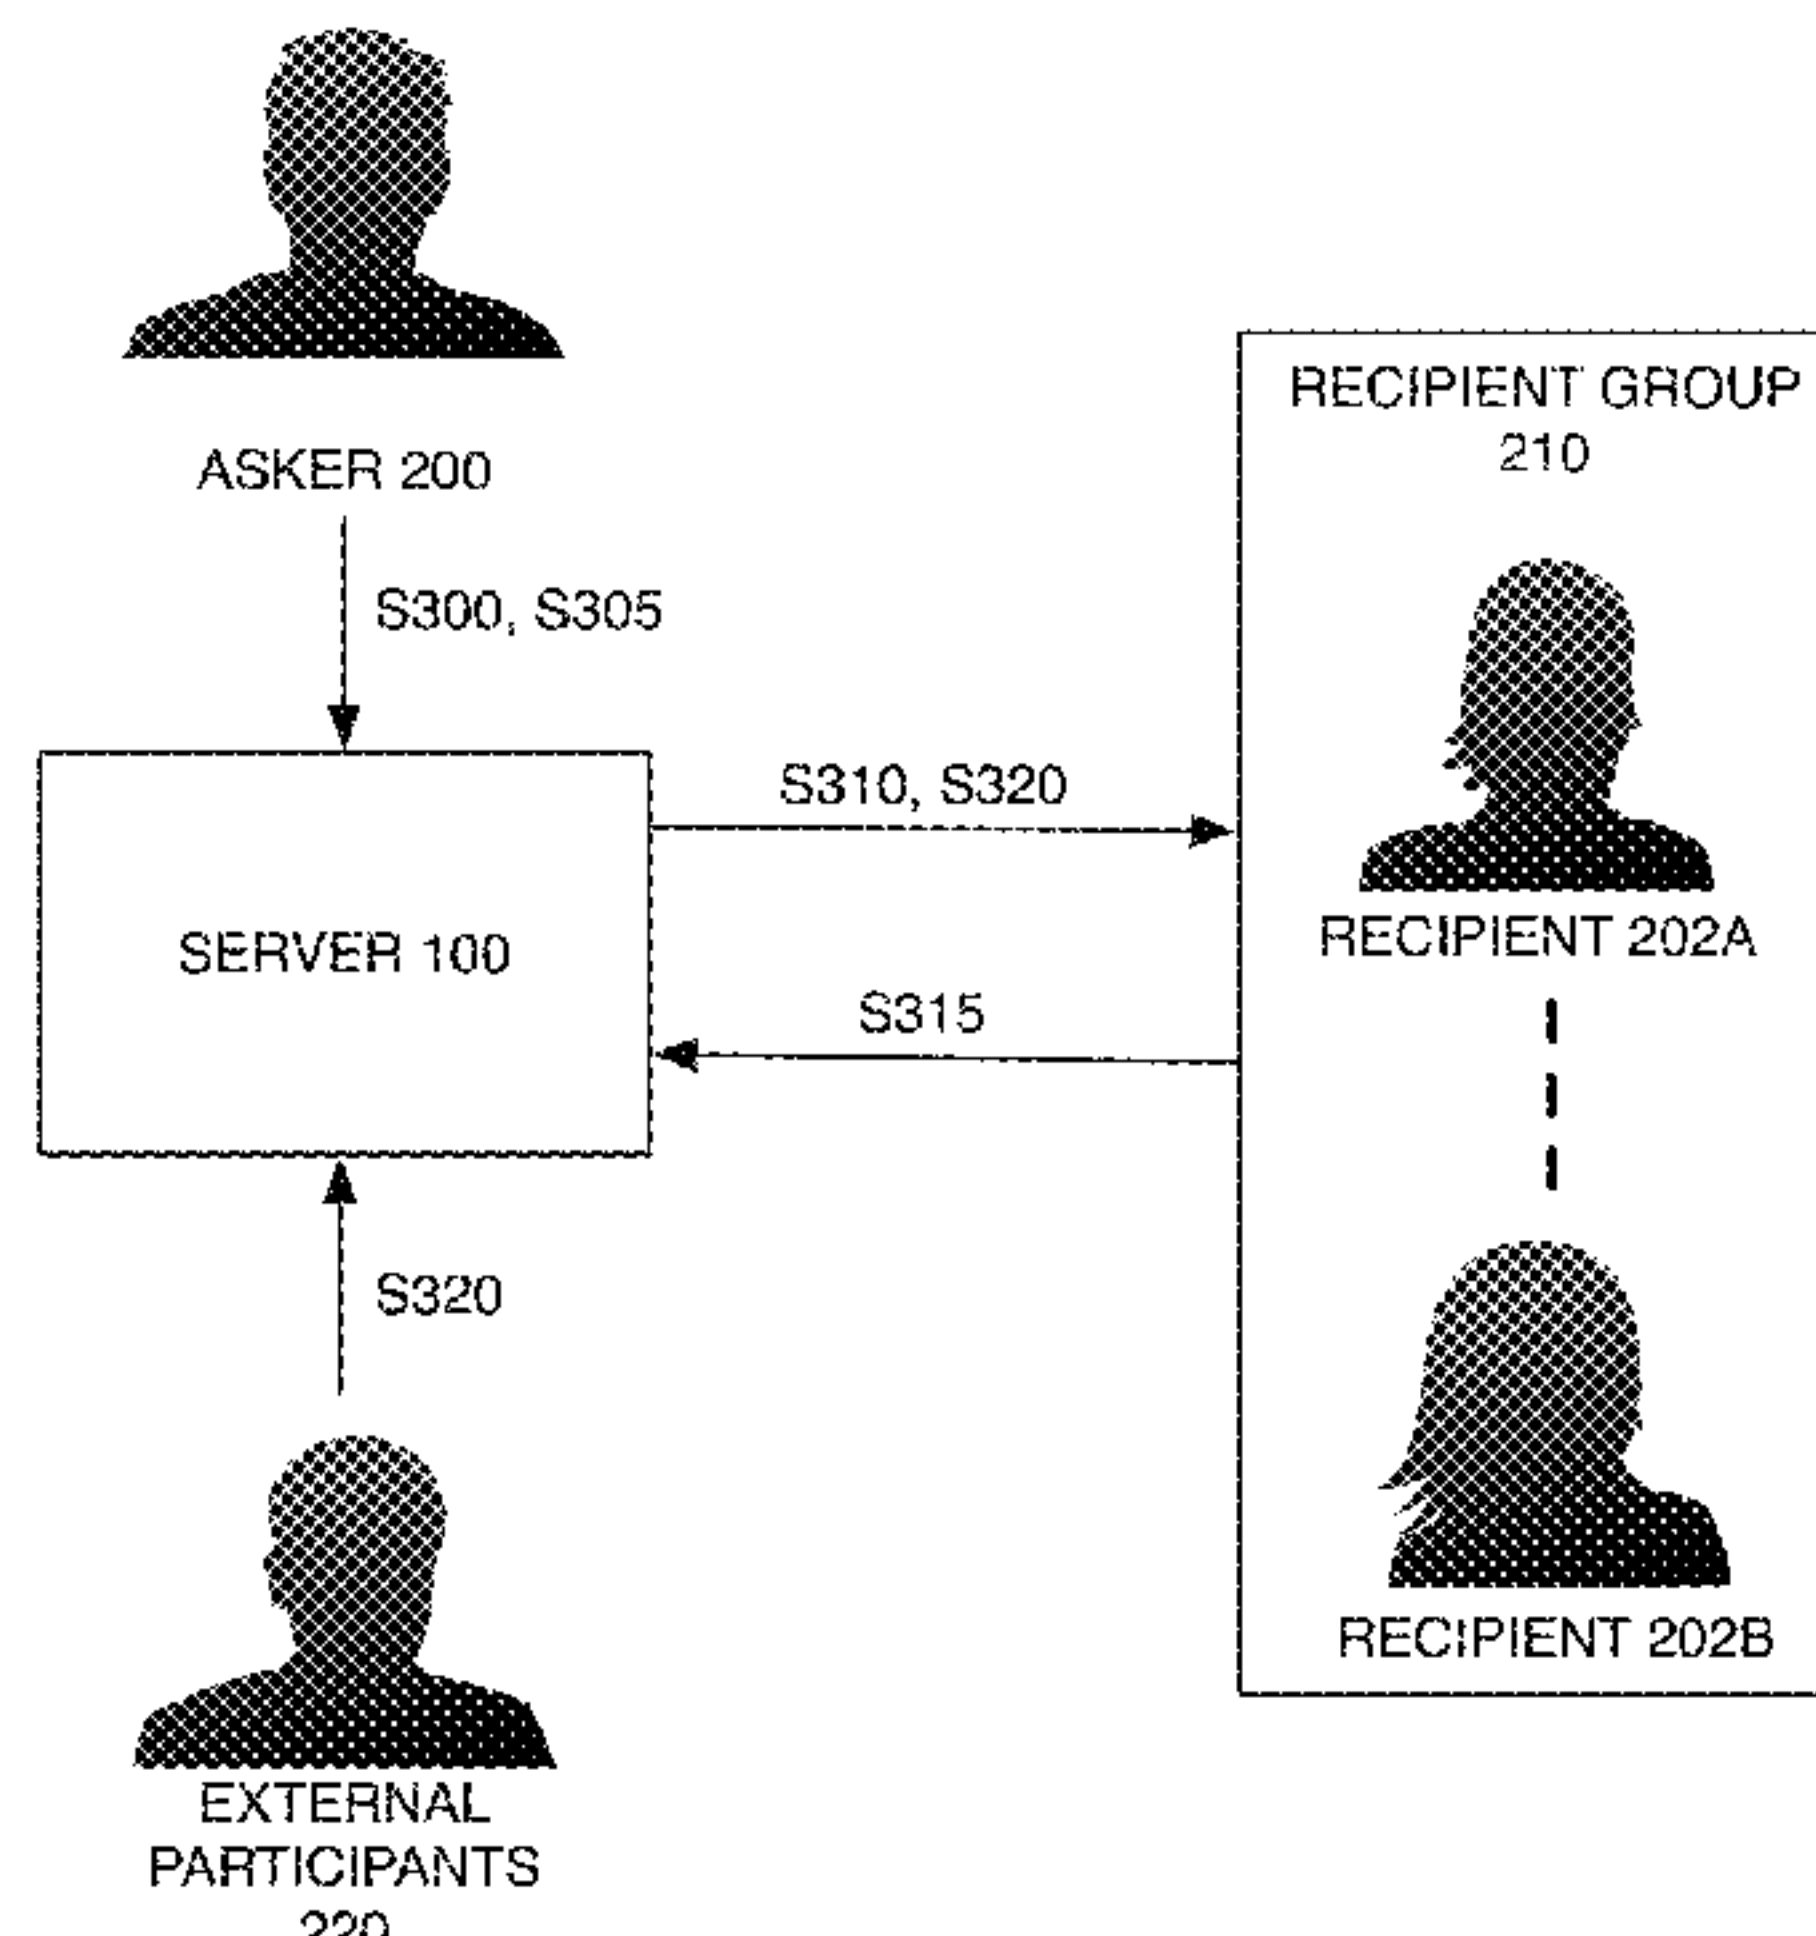 ASKER 200
S300, S305
RECIPIENT GROUP
210
S310, S320
SERVER 100
RECIPIENT 202A
S315
S320
RECIPIENT 202B
EXTERNAL
PARTICIPANTS
220